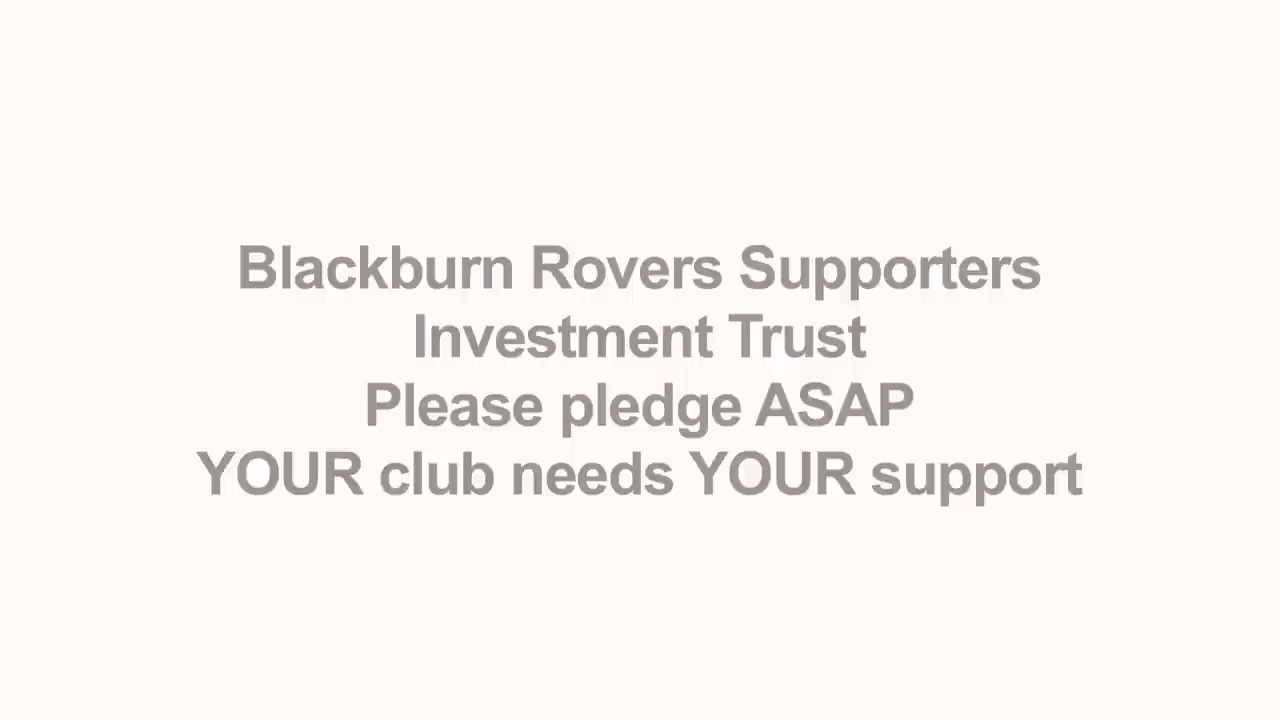 Blackburn Rovers Supporters
Investment Trust
Please pledge ASAP
YOUR club needs YOUR support